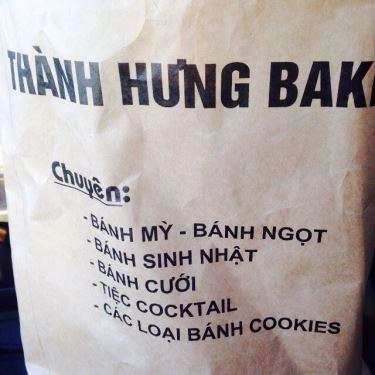 THÀNH HƯNG BAK
Chuyên:
- BÁNH MỲ - BÁNH NGỌT
- BÁNH SINH NHẬT
- BÁNH CƯỚI
- TIỆC COCKTAIL
- CÁC LOẠI BÁNH COOKIES